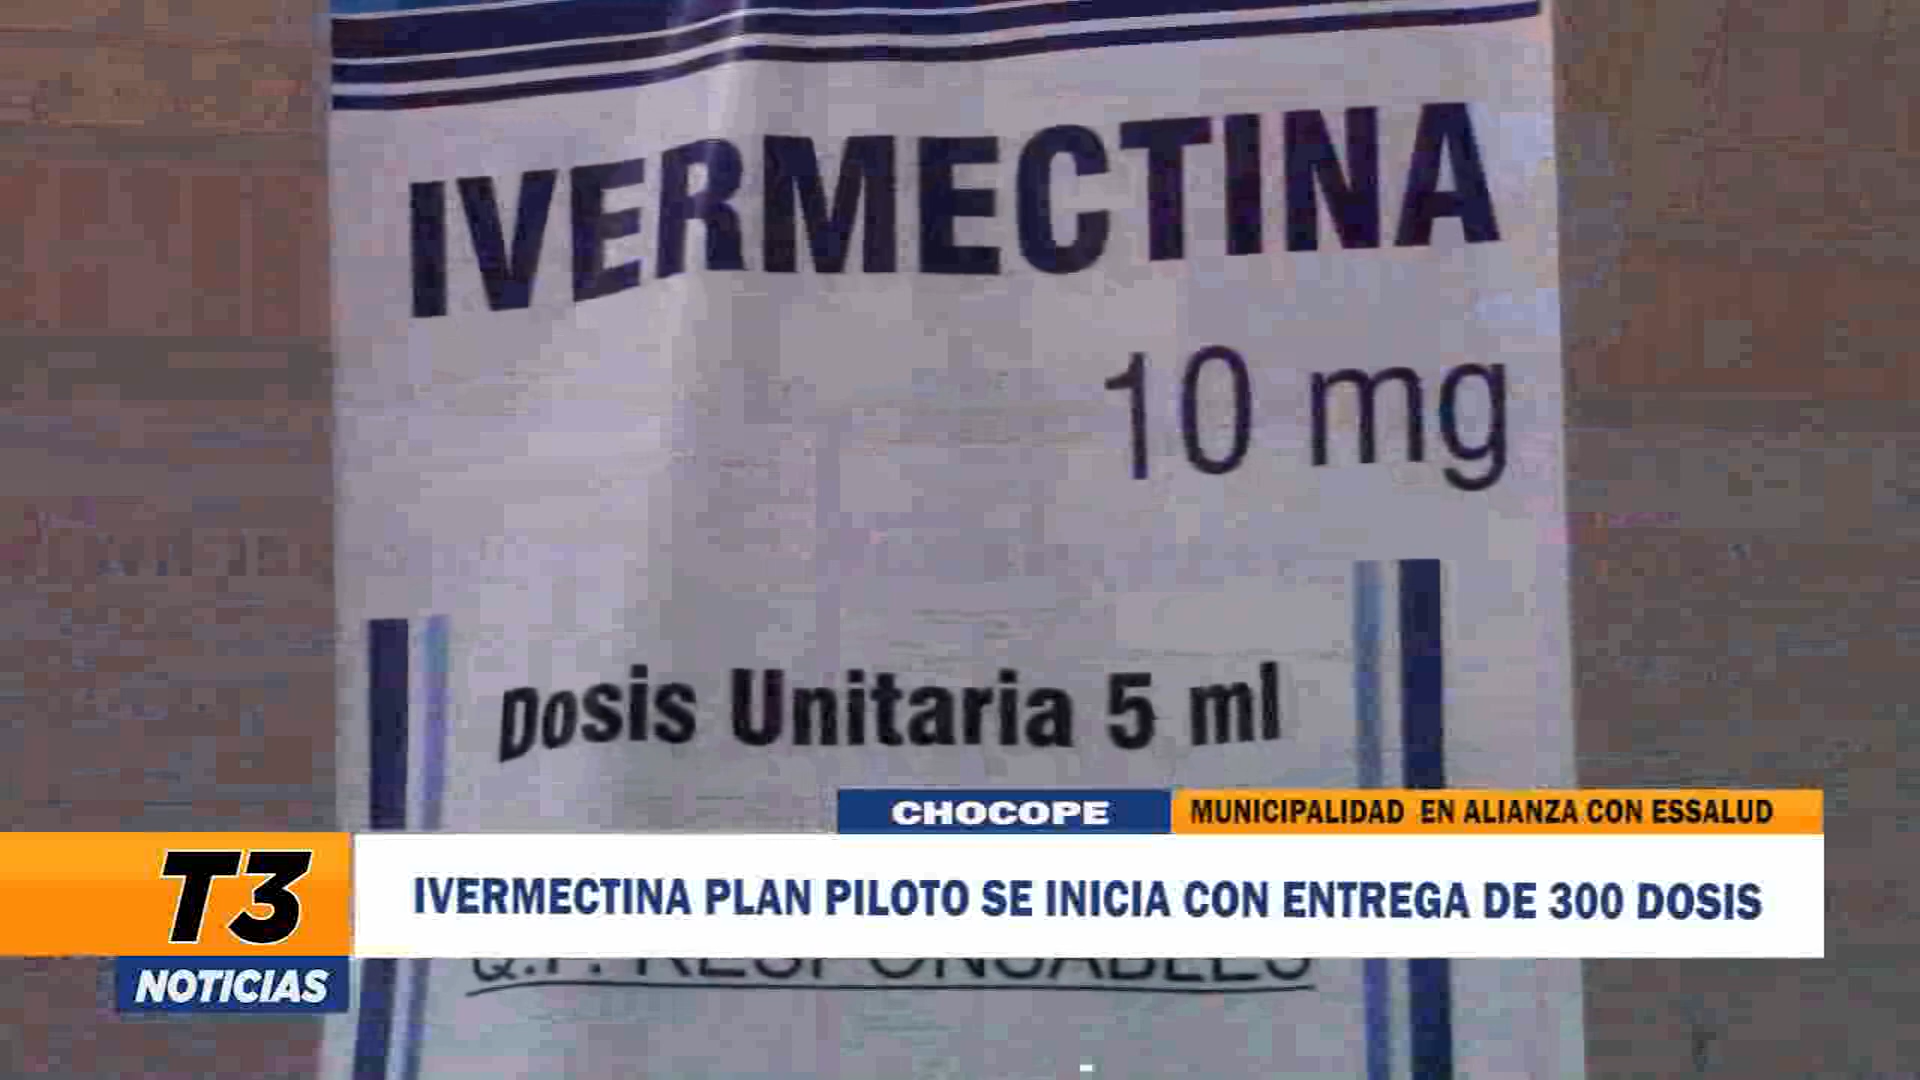 IVERMECTINA
10 mg
Dosis Unitaria 5 ml
CHOCOPE
MUNICIPALIDAD EN ALIANZA CON ESSALUD
T3
NOTICIAS
IVERMECTINA PLAN PILOTO SE INICIA CON ENTREGA DE 300 DOSIS
Q.F. RESPONSABLES